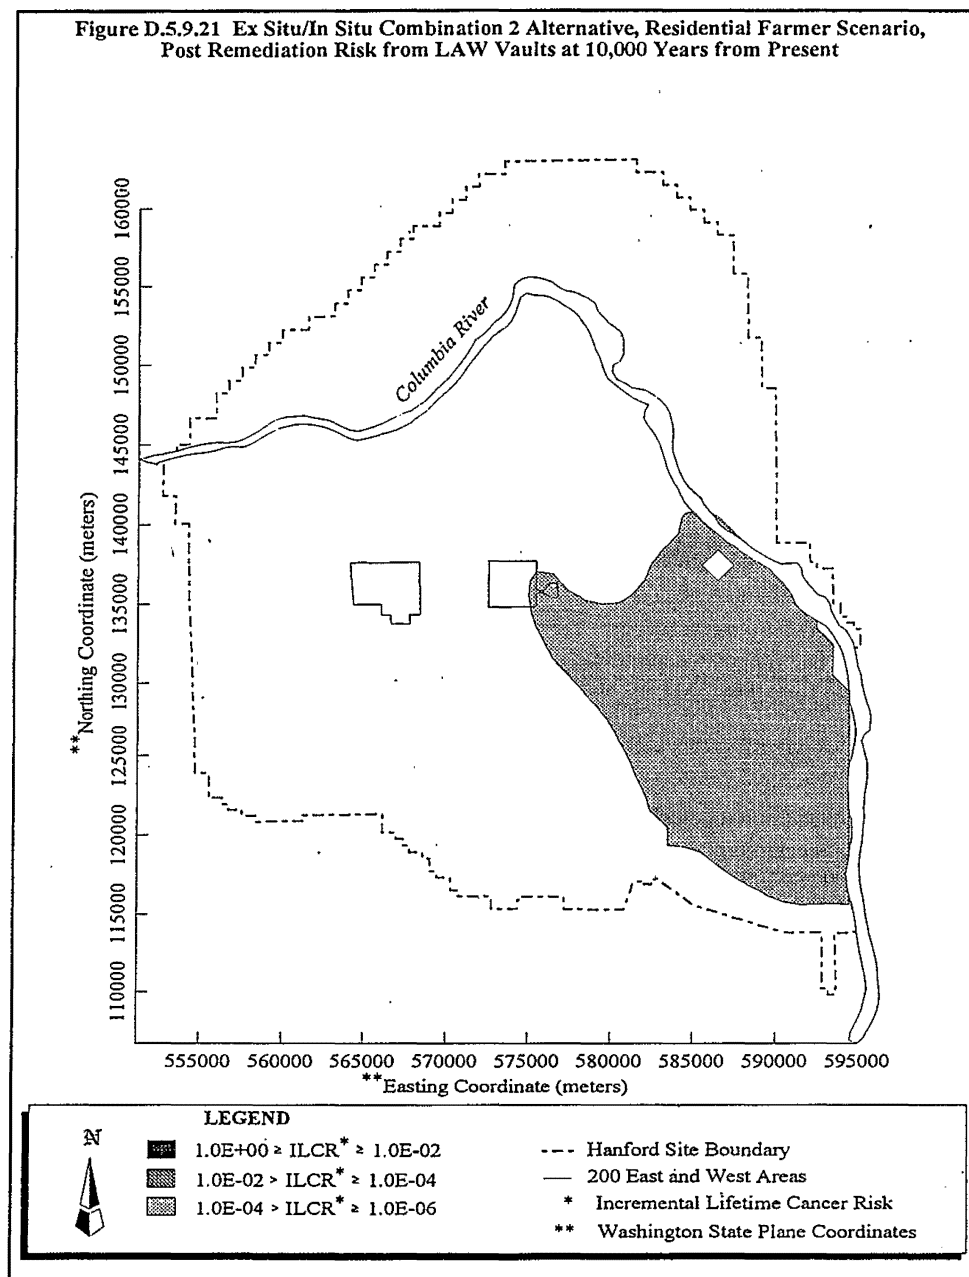 Figure D.5.9.21 Ex Situ/In Situ Combination 2 Alternative, Residential Farmer Scenario,
Post Remediation Risk from LAW Vaults at 10,000 Years from Present
160000
155000
150000
145000
140000
135000
130000
125000
120000
115000
110000
**Northing Coordinate (meters)
Columbia River
555000 560000 565000 570000 575000 580000 585000 590000 595000
**Easting Coordinate (meters)
LEGEND
N
1.0E+00 ≥ ILCR* ≥ 1.0E-02
1.0E-02 > ILCR* ≥ 1.0E-04
1.0E-04 > ILCR* ≥ 1.0E-06
Hanford Site Boundary
200 East and West Areas
* Incremental Lifetime Cancer Risk
** Washington State Plane Coordinates